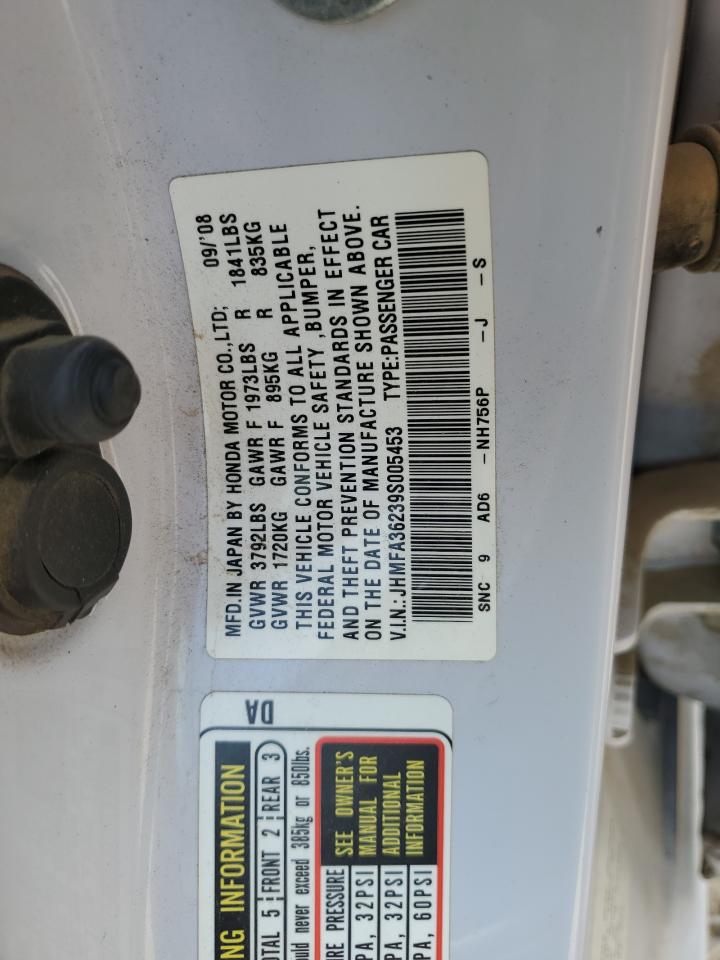 MFD.IN JAPAN BY HONDA MOTOR CO.,LTD; 09/'08
GVWR 3792LBS GAWR F 1973LBS R 1841LBS
GVWR 1720KG GAWR F 895KG R 835KG
THIS VEHICLE CONFORMS TO ALL APPLICABLE
FEDERAL MOTOR VEHICLE SAFETY ,BUMPER,
AND THEFT PREVENTION STANDARDS IN EFFECT
ON THE DATE OF MANUFACTURE SHOWN ABOVE.
V.I.N.:JHMFA36239S005453 TYPE:PASSENGER CAR
SNC 9 AD6 -NH756P -J -S
DA
NG INFORMATION
OTAL 5 FRONT 2 REAR 3
ould never exceed 385kg or 850lbs.
RE PRESSURE
PA, 32PSI
PA, 32PSI
PA, 60PSI
SEE OWNER'S
MANUAL FOR
ADDITIONAL
INFORMATION